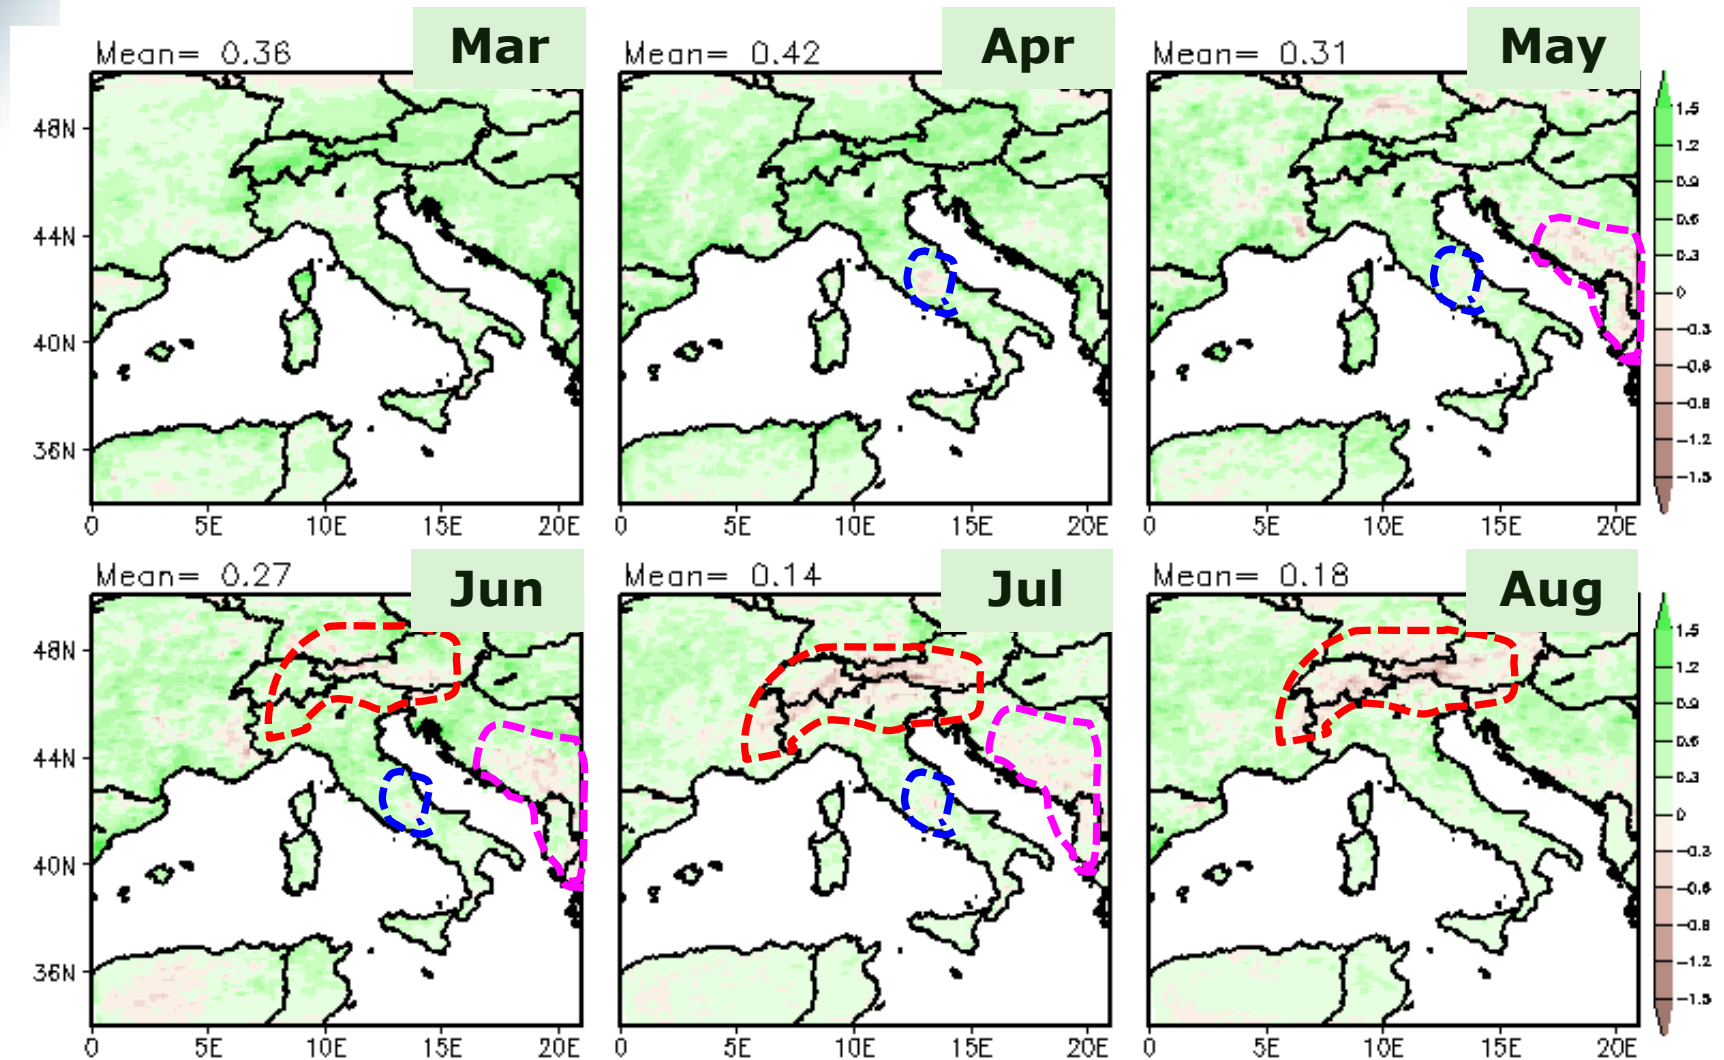 Mean= 0.36
Mar
Mean= 0.42
Apr
Mean= 0.31
May
48N
44N
40N
36N
0 5E 10E 15E 20E
0 5E 10E 15E 20E
0 5E 10E 15E 20E
1.5
1.2
0.9
0.6
0.3
0
-0.3
-0.6
-0.8
-1.2
-1.5
Mean= 0.27
Jun
Mean= 0.14
Jul
Mean= 0.18
Aug
48N
44N
40N
36N
0 5E 10E 15E 20E
0 5E 10E 15E 20E
0 5E 10E 15E 20E
1.5
1.2
0.9
0.6
0.3
0
-0.3
-0.6
-0.8
-1.2
-1.5